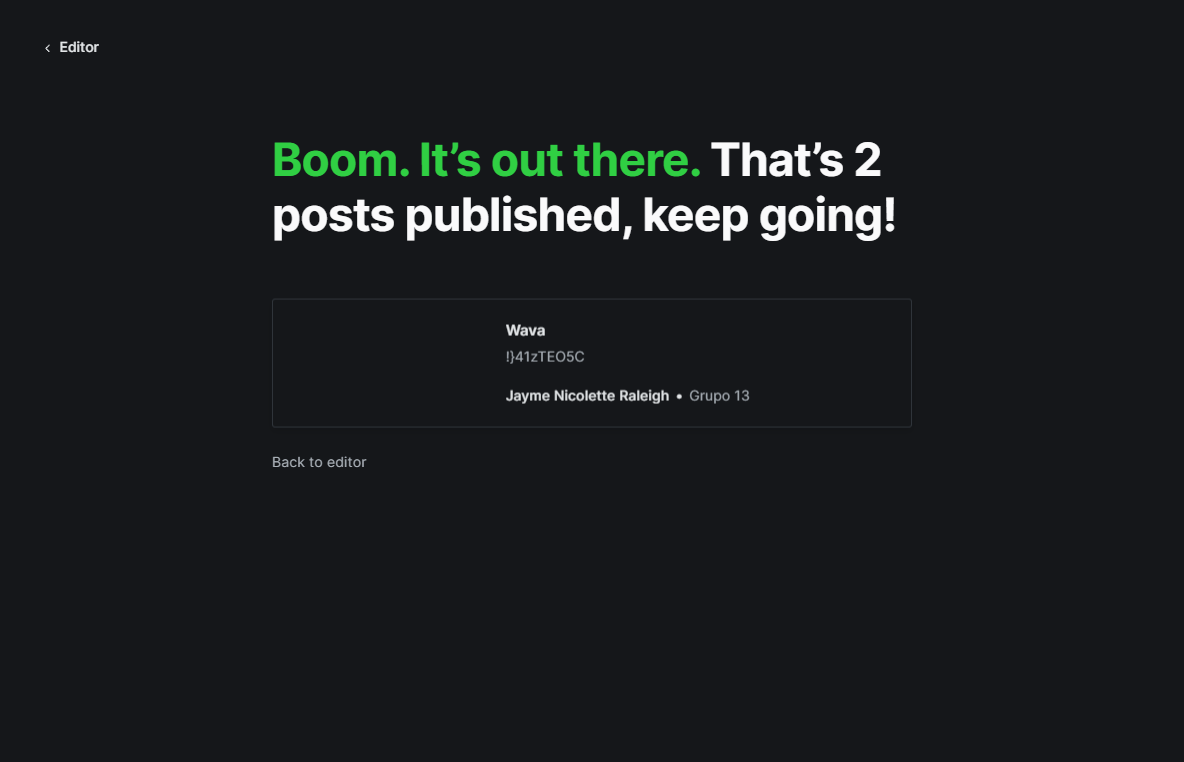 Editor
Boom. It’s out there. That’s 2
posts published, keep going!
Wava
!}41zTEO5C
Jayme Nicolette Raleigh • Grupo 13
Back to editor